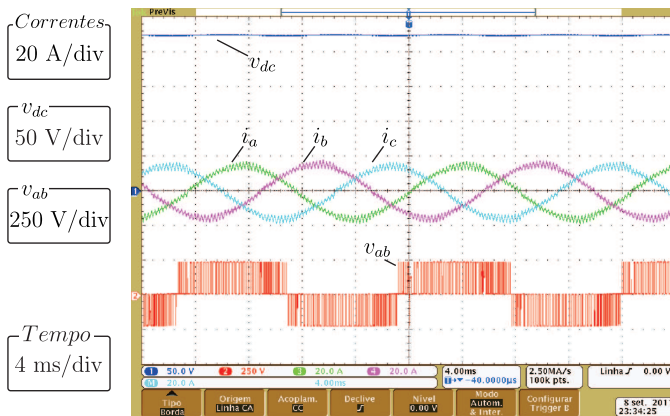 PreVis
Correntes
20 A/div
v_dc
50 V/div
v_ab
250 V/div
Tempo
4 ms/div
v_dc
i_a
i_b
i_c
v_ab
1
2
1 50.0 V 2 250 V 3 20.0 A 4 20.0 A
M 20.0 A 4.00ms
4.00ms
T→▼ −40.0000µs
2.50MA/s
100k pts.
Linha 0.00 V
Tipo
Borda
Origem
Linha CA
Acoplam.
CC
Declive
Nível
0.00 V
Modo
Autom.
& Inter.
Configurar
Trigger B
8 set. 201
23:34:25